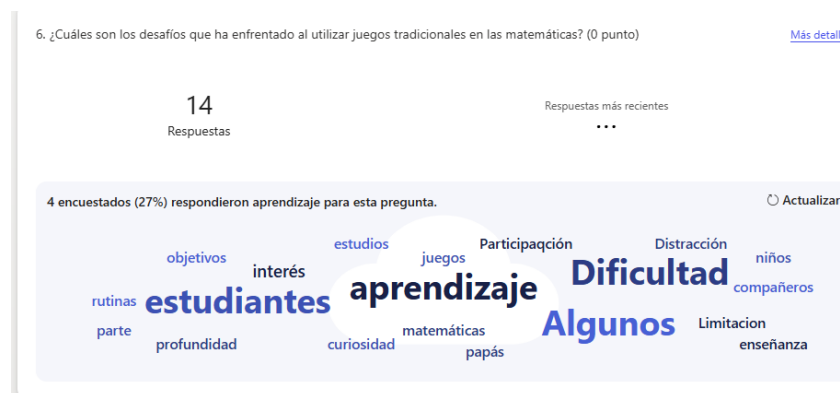 6. ¿Cuáles son los desafíos que ha enfrentado al utilizar juegos tradicionales en las matemáticas? (0 punto)
Más detall
14
Respuestas
Respuestas más recientes
...
4 encuestados (27%) respondieron aprendizaje para esta pregunta.
Actualizar
estudios
Participaqción
Distracción
objetivos
juegos
niños
interés
aprendizaje
Dificultad
compañeros
rutinas
estudiantes
Algunos
Limitacion
parte
matemáticas
profundidad
curiosidad
papás
enseñanza